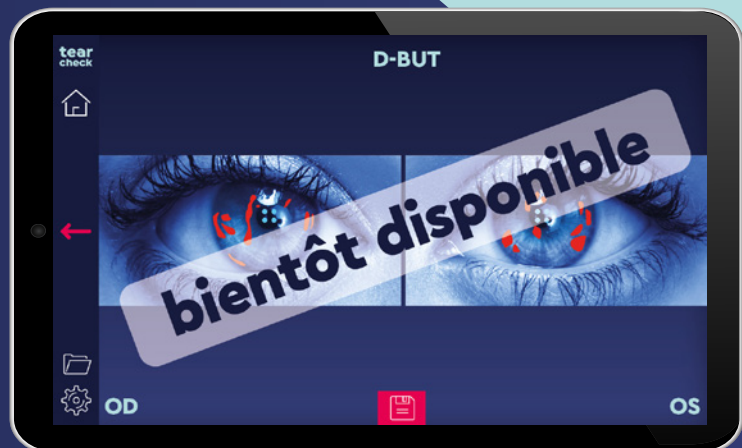 tear
check
D-BUT
bientôt disponible
OD
OS